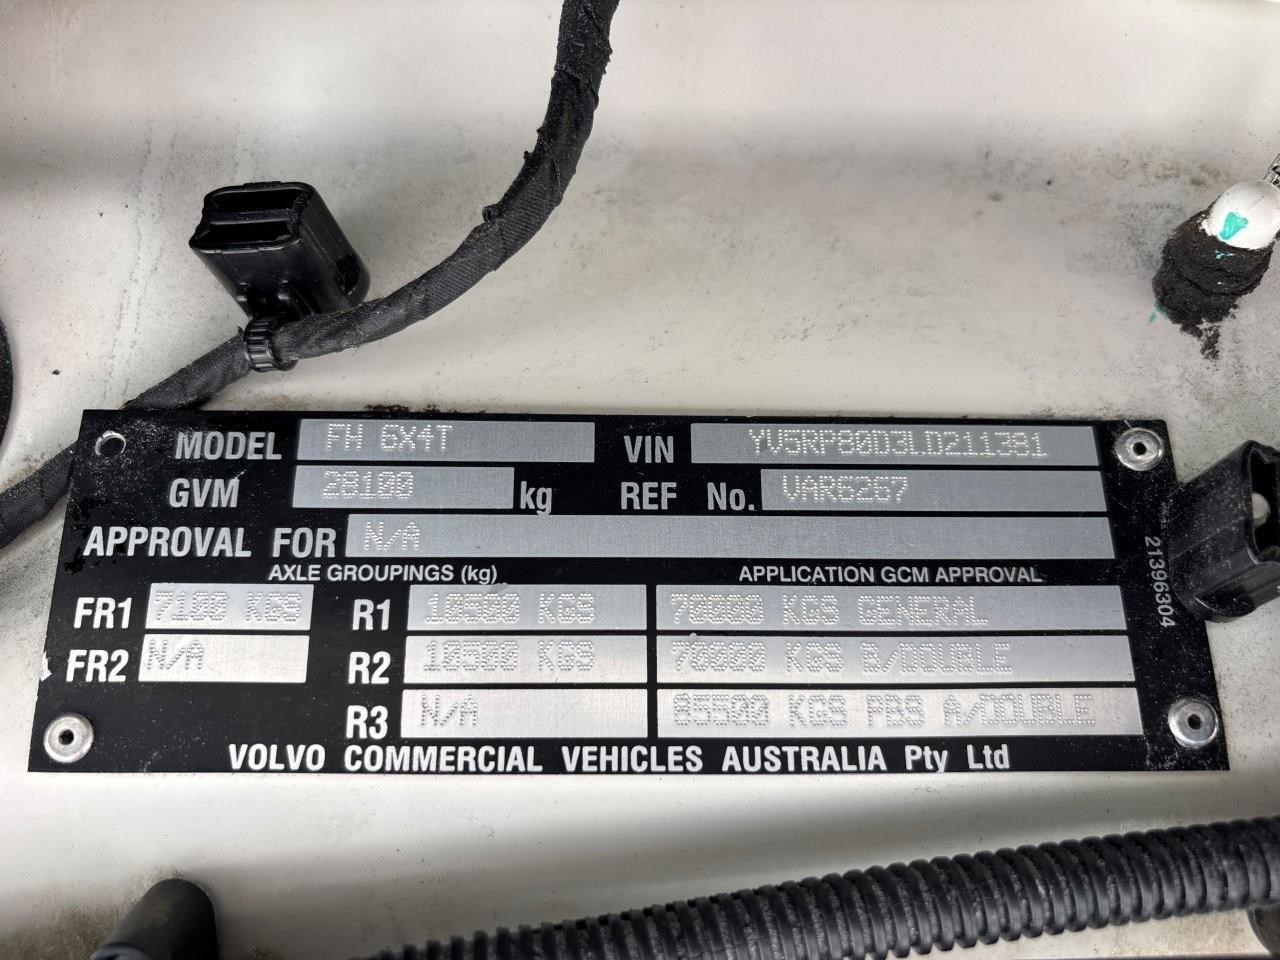 MODEL FH 6X4T VIN YV5RP80D3LD211381
GVM 28100 kg REF No. VAR6267
APPROVAL FOR N/A
AXLE GROUPINGS (kg) APPLICATION GCM APPROVAL
FR1 7100 KGS R1 10500 KGS 70000 KGS GENERAL
FR2 N/A R2 10500 KGS 70000 KGS B/DOUBLE
R3 N/A 85500 KGS PBS A/DOUBLE
VOLVO COMMERCIAL VEHICLES AUSTRALIA Pty Ltd
21396304